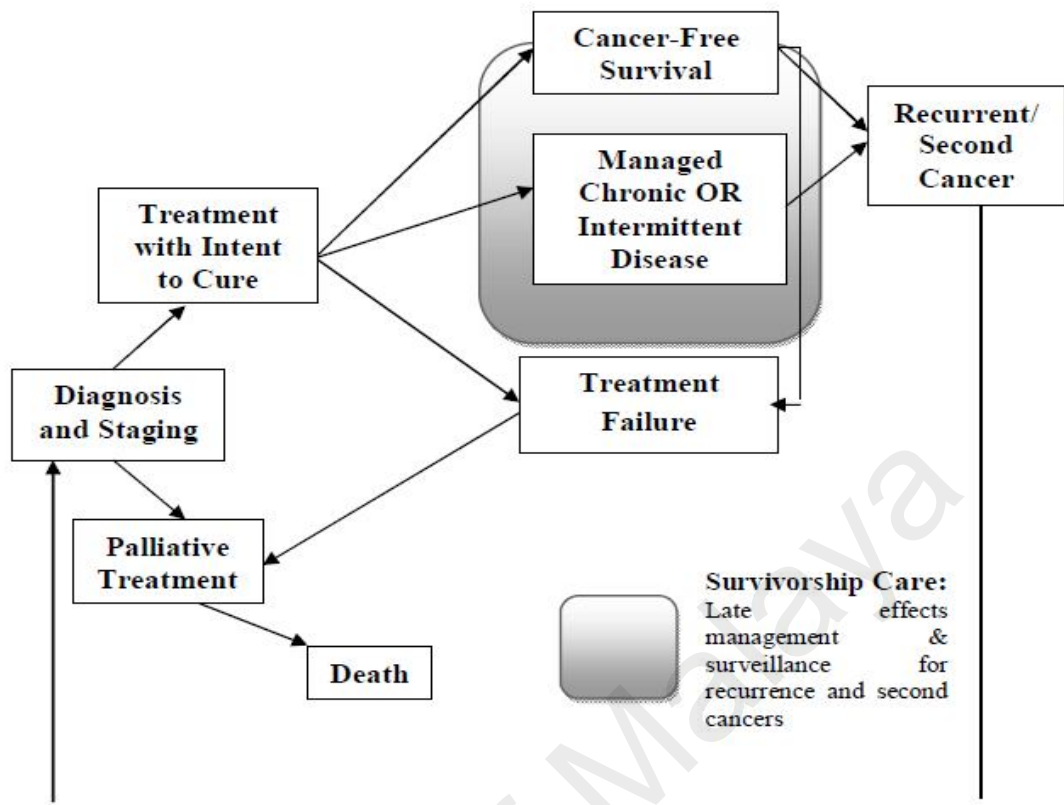 Cancer-Free
Survival
Recurrent/
Second
Cancer
Managed
Chronic OR
Intermittent
Disease
Treatment
with Intent
to Cure
Treatment
Failure
Diagnosis
and Staging
Palliative
Treatment
Death
Survivorship Care:
Late effects
management &
surveillance for
recurrence and second
cancers
Malaya